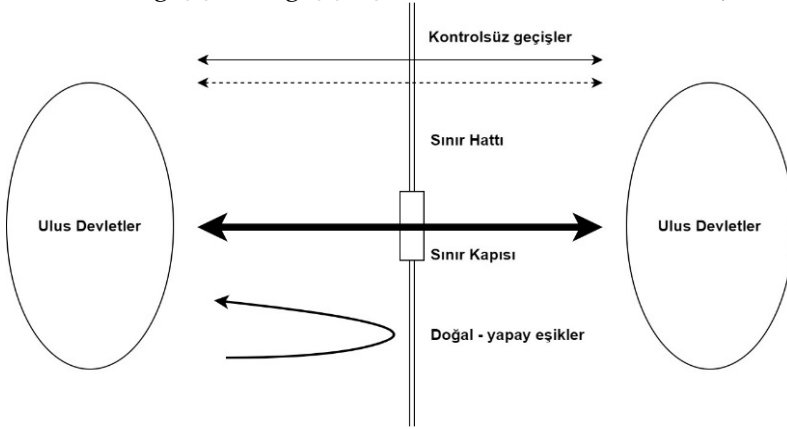 Kontrolsüz geçişler
Sınır Hattı
Ulus Devletler
Ulus Devletler
Sınır Kapısı
Doğal - yapay eşikler